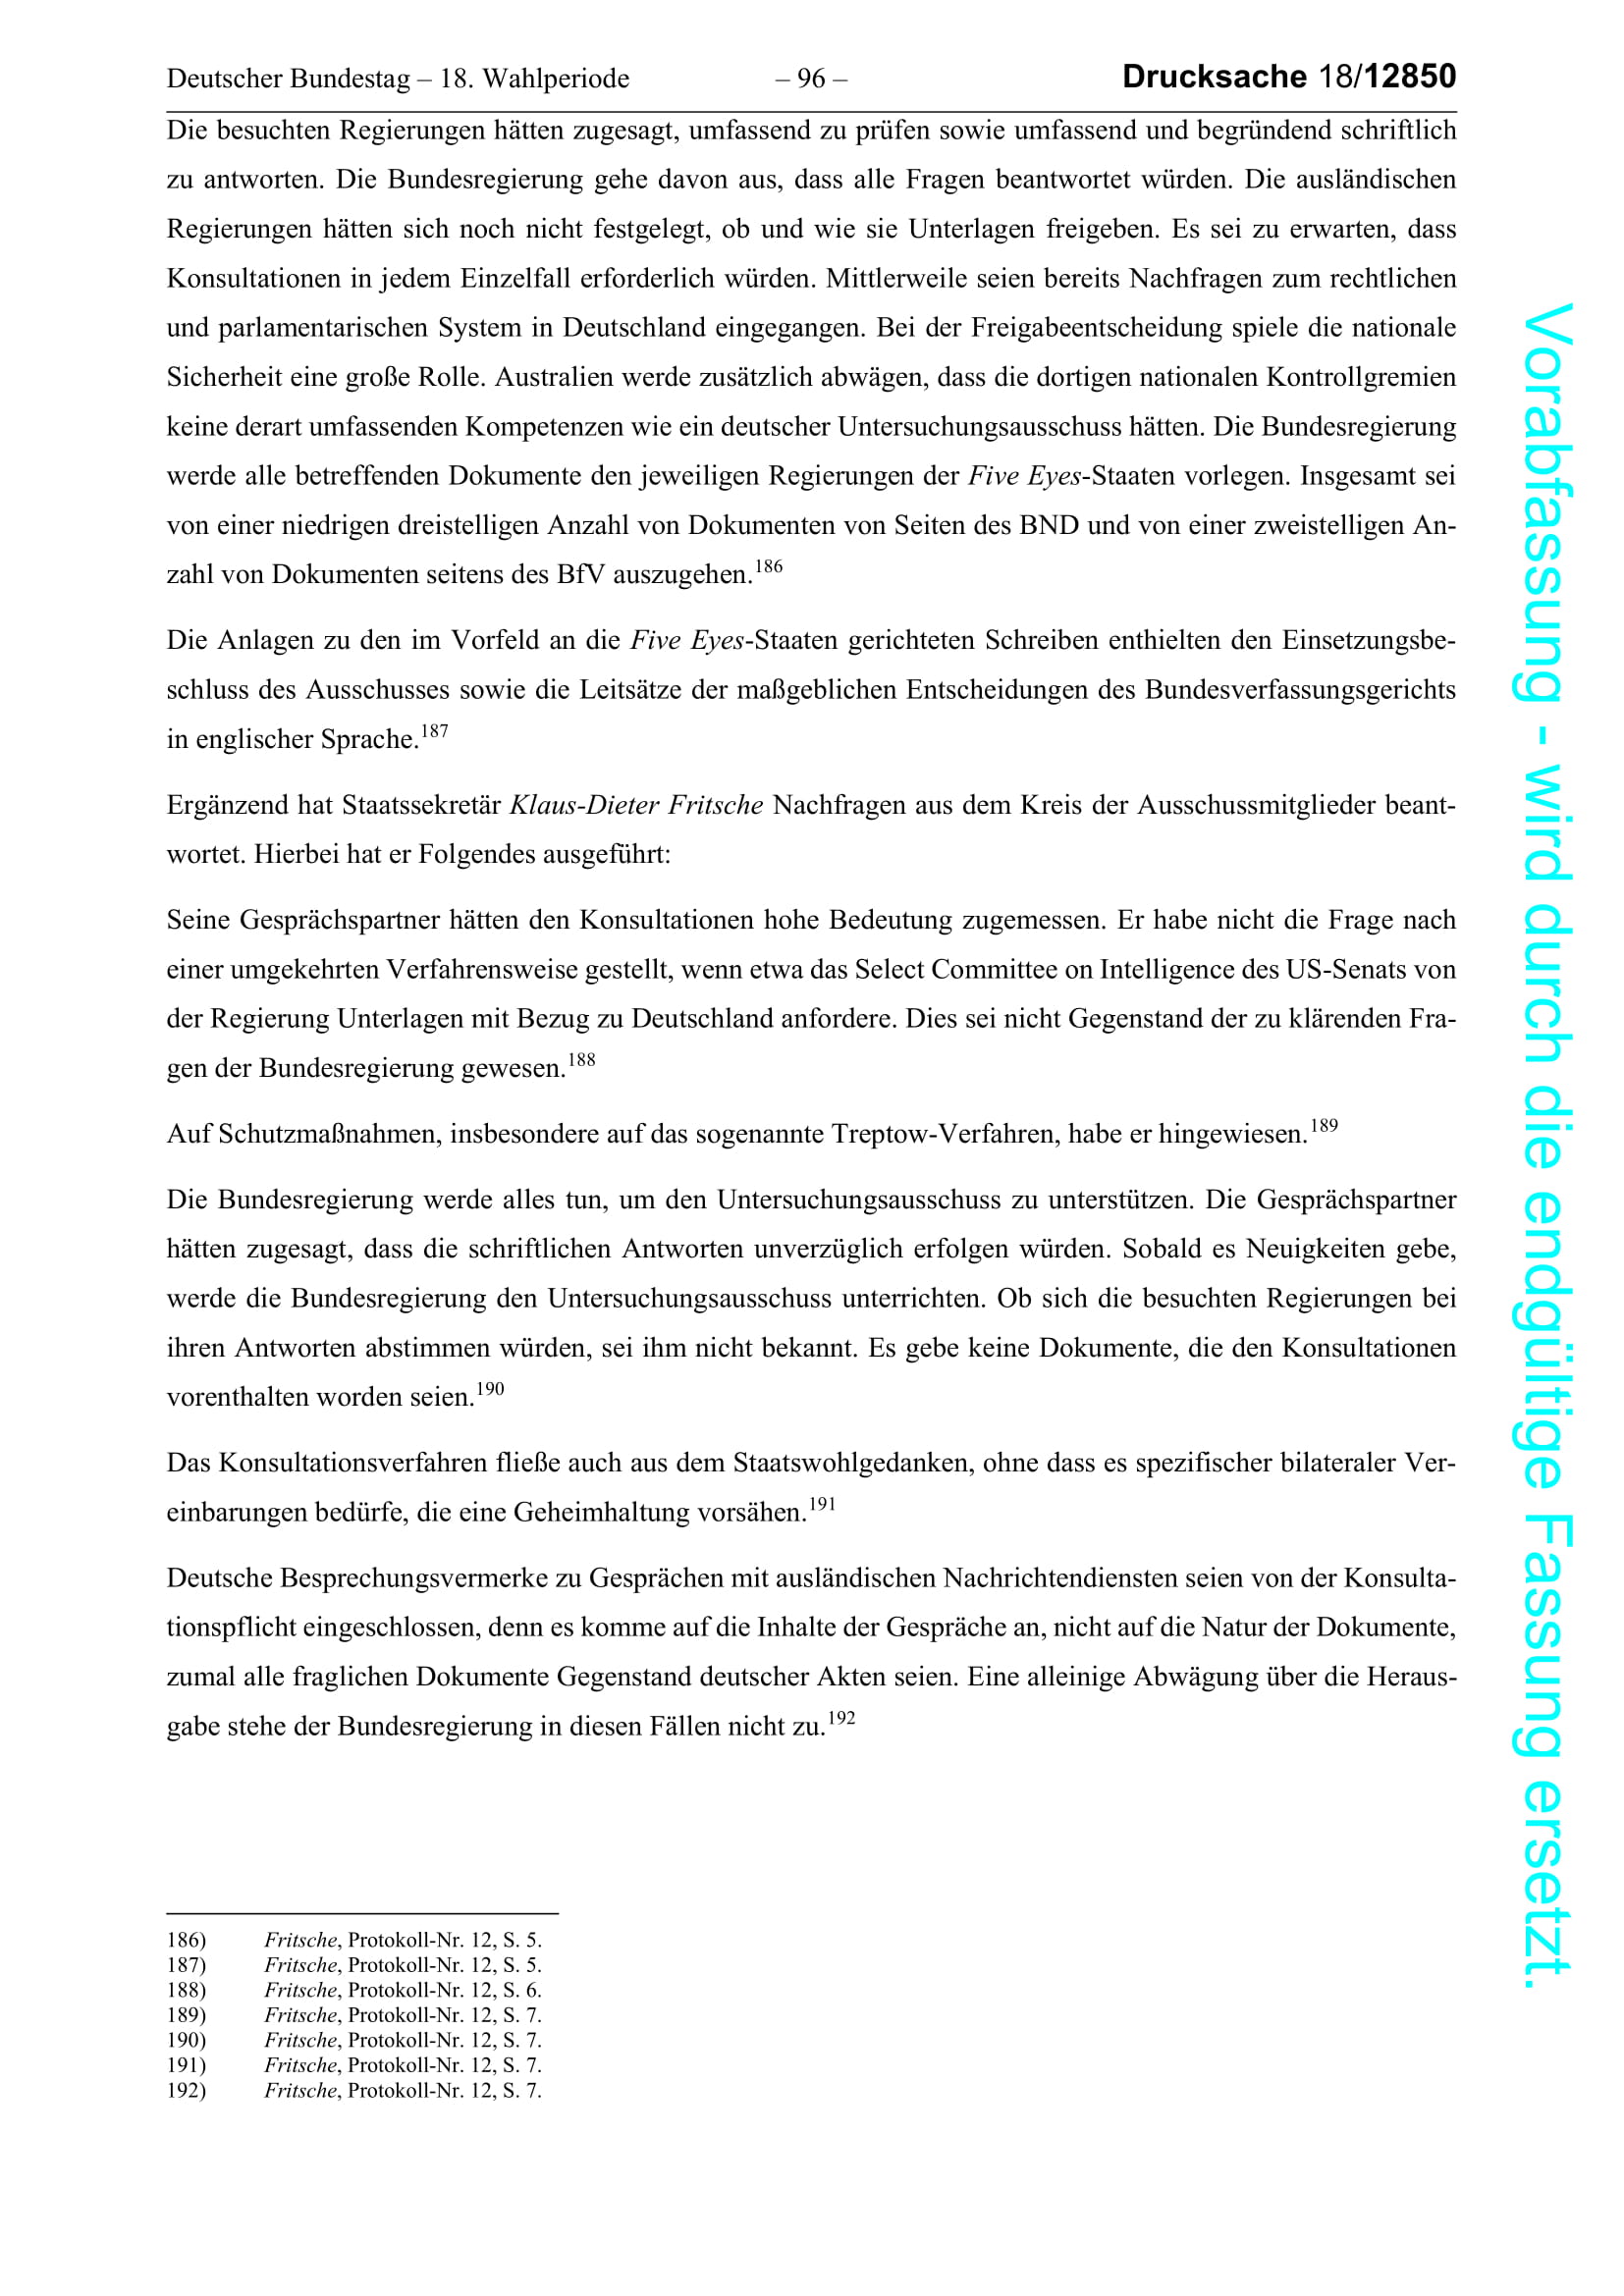 Deutscher Bundestag – 18. Wahlperiode – 96 – Drucksache 18/12850
Die besuchten Regierungen hätten zugesagt, umfassend zu prüfen sowie umfassend und begründend schriftlich
zu antworten. Die Bundesregierung gehe davon aus, dass alle Fragen beantwortet würden. Die ausländischen
Regierungen hätten sich noch nicht festgelegt, ob und wie sie Unterlagen freigeben. Es sei zu erwarten, dass
Konsultationen in jedem Einzelfall erforderlich würden. Mittlerweile seien bereits Nachfragen zum rechtlichen
und parlamentarischen System in Deutschland eingegangen. Bei der Freigabeentscheidung spiele die nationale
Sicherheit eine große Rolle. Australien werde zusätzlich abwägen, dass die dortigen nationalen Kontrollgremien
keine derart umfassenden Kompetenzen wie ein deutscher Untersuchungsausschuss hätten. Die Bundesregierung
werde alle betreffenden Dokumente den jeweiligen Regierungen der Five Eyes-Staaten vorlegen. Insgesamt sei
von einer niedrigen dreistelligen Anzahl von Dokumenten von Seiten des BND und von einer zweistelligen An-
zahl von Dokumenten seitens des BfV auszugehen.186
Die Anlagen zu den im Vorfeld an die Five Eyes-Staaten gerichteten Schreiben enthielten den Einsetzungsbe-
schluss des Ausschusses sowie die Leitsätze der maßgeblichen Entscheidungen des Bundesverfassungsgerichts
in englischer Sprache.187
Ergänzend hat Staatssekretär Klaus-Dieter Fritsche Nachfragen aus dem Kreis der Ausschussmitglieder beant-
wortet. Hierbei hat er Folgendes ausgeführt:
Seine Gesprächspartner hätten den Konsultationen hohe Bedeutung zugemessen. Er habe nicht die Frage nach
einer umgekehrten Verfahrensweise gestellt, wenn etwa das Select Committee on Intelligence des US-Senats von
der Regierung Unterlagen mit Bezug zu Deutschland anfordere. Dies sei nicht Gegenstand der zu klärenden Fra-
gen der Bundesregierung gewesen.188
Auf Schutzmaßnahmen, insbesondere auf das sogenannte Treptow-Verfahren, habe er hingewiesen.189
Die Bundesregierung werde alles tun, um den Untersuchungsausschuss zu unterstützen. Die Gesprächspartner
hätten zugesagt, dass die schriftlichen Antworten unverzüglich erfolgen würden. Sobald es Neuigkeiten gebe,
werde die Bundesregierung den Untersuchungsausschuss unterrichten. Ob sich die besuchten Regierungen bei
ihren Antworten abstimmen würden, sei ihm nicht bekannt. Es gebe keine Dokumente, die den Konsultationen
vorenthalten worden seien.190
Das Konsultationsverfahren fließe auch aus dem Staatswohlgedanken, ohne dass es spezifischer bilateraler Ver-
einbarungen bedürfe, die eine Geheimhaltung vorsähen.191
Deutsche Besprechungsvermerke zu Gesprächen mit ausländischen Nachrichtendiensten seien von der Konsulta-
tionspflicht eingeschlossen, denn es komme auf die Inhalte der Gespräche an, nicht auf die Natur der Dokumente,
zumal alle fraglichen Dokumente Gegenstand deutscher Akten seien. Eine alleinige Abwägung über die Heraus-
gabe stehe der Bundesregierung in diesen Fällen nicht zu.192
186) Fritsche, Protokoll-Nr. 12, S. 5.
187) Fritsche, Protokoll-Nr. 12, S. 5.
188) Fritsche, Protokoll-Nr. 12, S. 6.
189) Fritsche, Protokoll-Nr. 12, S. 7.
190) Fritsche, Protokoll-Nr. 12, S. 7.
191) Fritsche, Protokoll-Nr. 12, S. 7.
192) Fritsche, Protokoll-Nr. 12, S. 7.
Vorabfassung - wird durch die endgültige Fassung ersetzt.